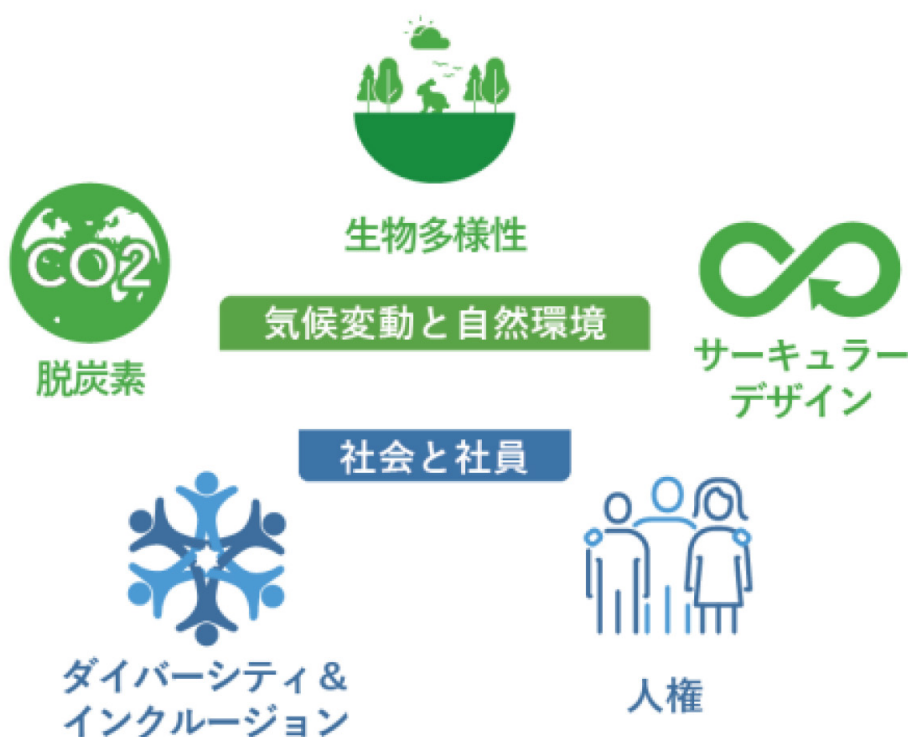 生物多様性
CO2
脱炭素
気候変動と自然環境
サーキュラー
デザイン
社会と社員
ダイバーシティ&
インクルージョン
人権